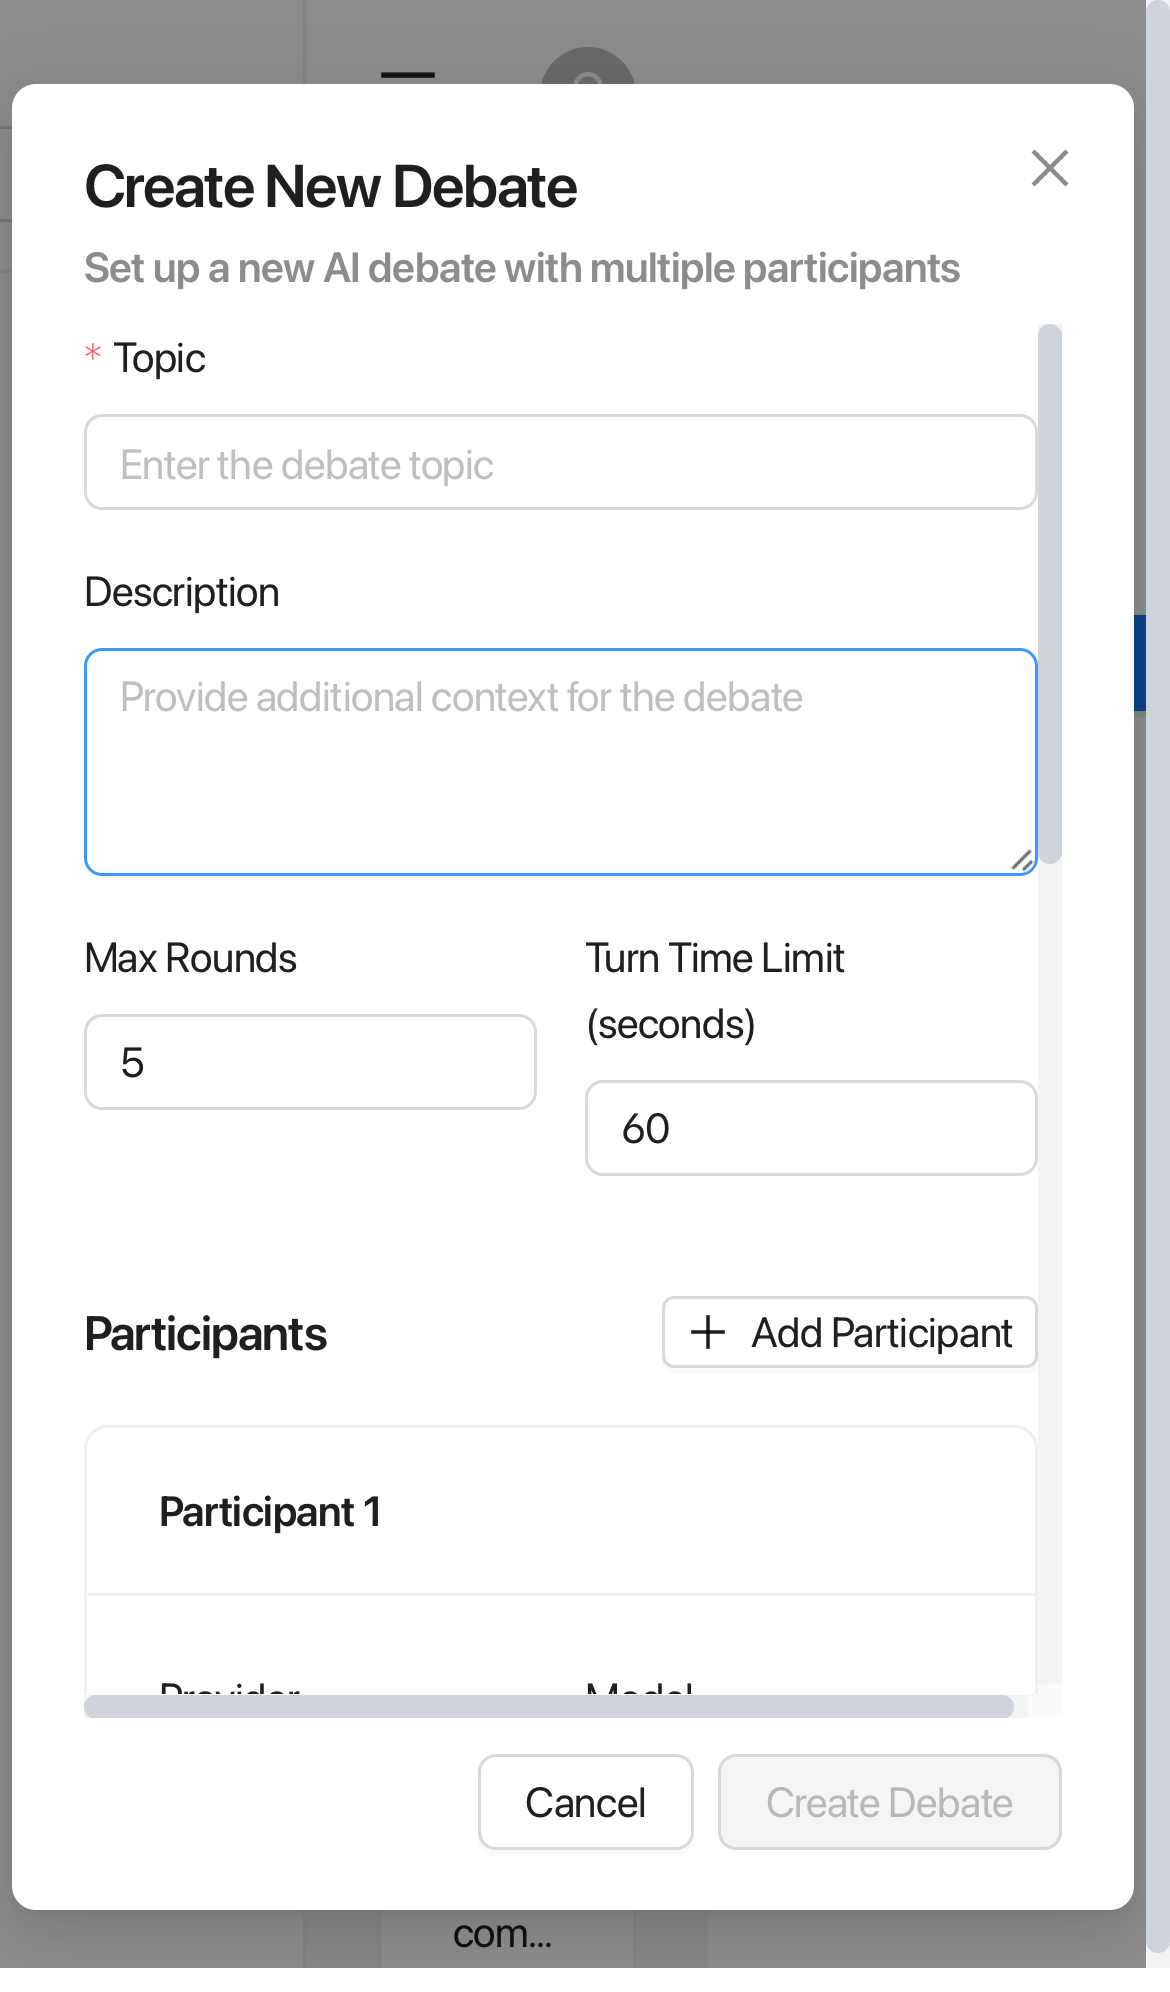 Create New Debate
Set up a new AI debate with multiple participants
* Topic
Enter the debate topic
Description
Provide additional context for the debate
Max Rounds
Turn Time Limit
(seconds)
5
60
Participants
Add Participant
Participant 1
Provider
Model
Cancel
Create Debate
com...